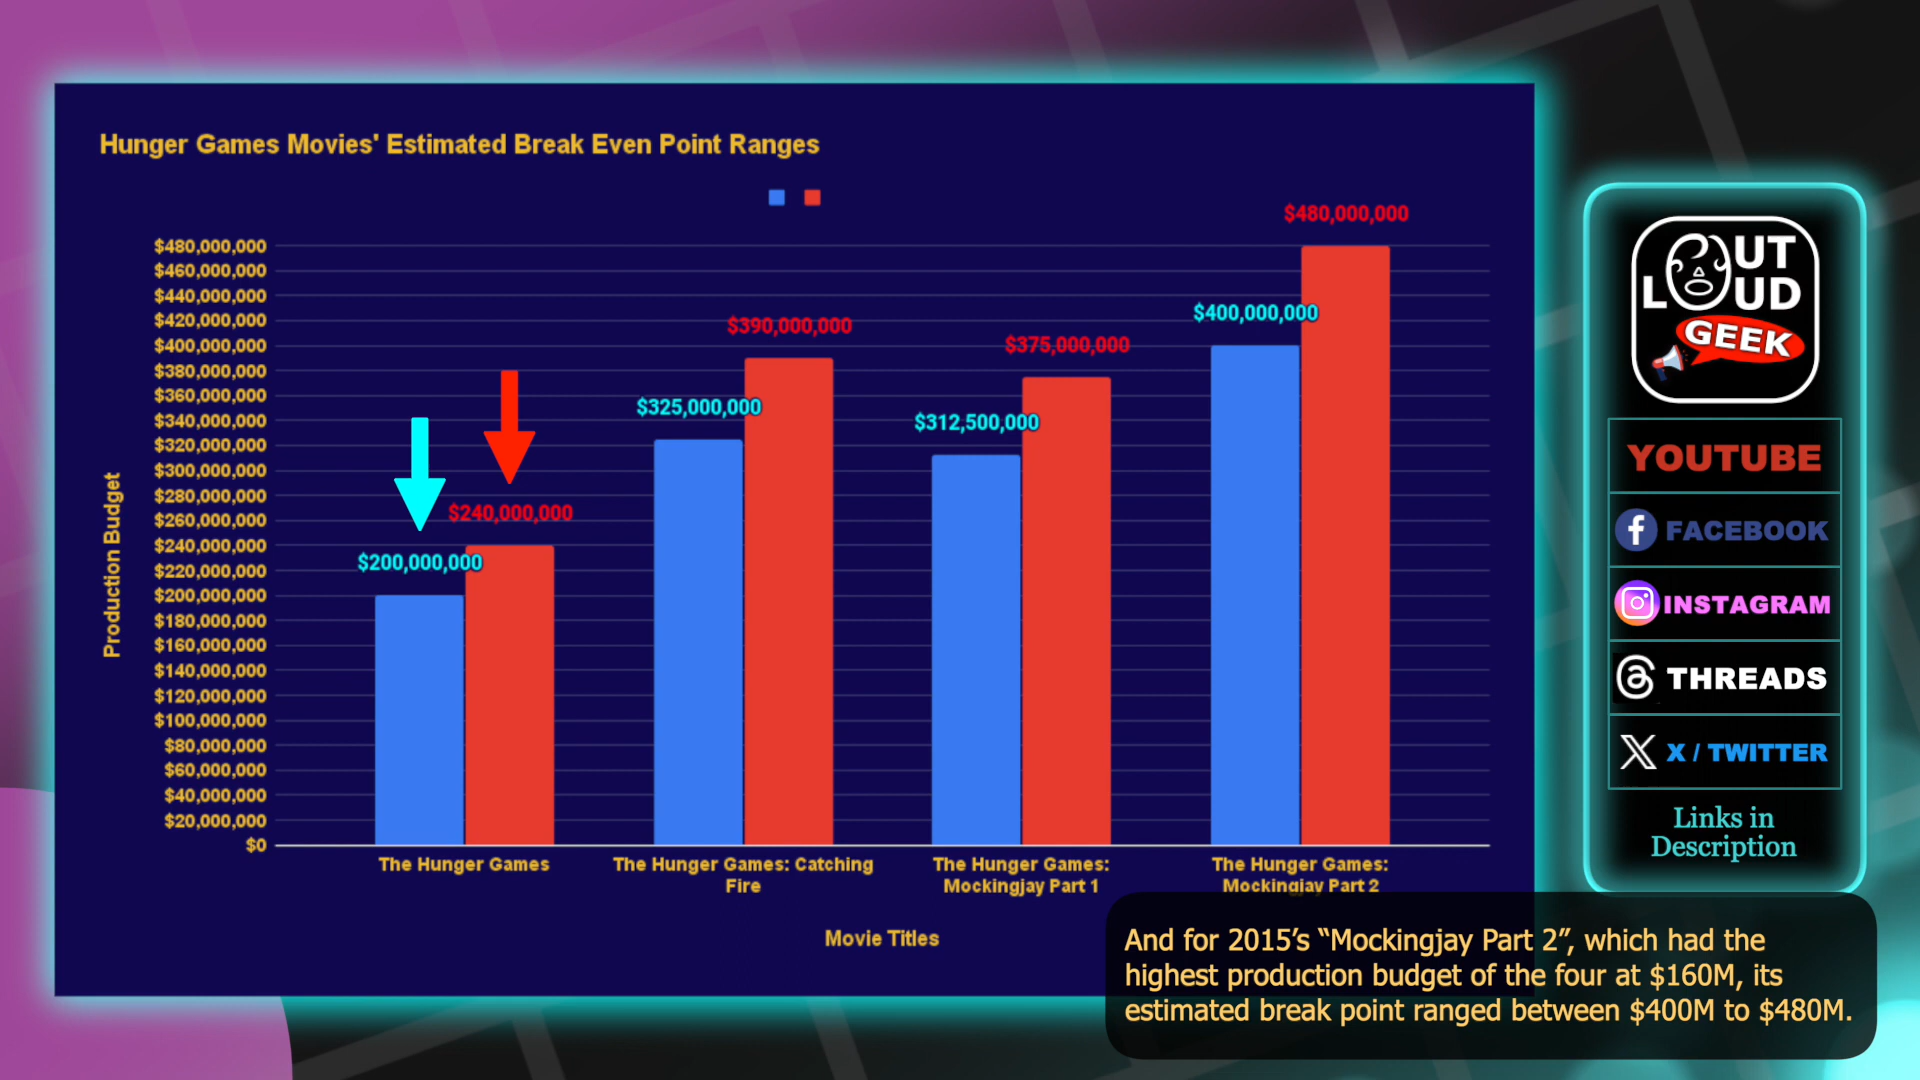 Hunger Games Movies' Estimated Break Even Point Ranges
$480,000,000
$460,000,000
$440,000,000
$420,000,000
$400,000,000
$380,000,000
$360,000,000
$340,000,000
$320,000,000
$300,000,000
$280,000,000
$260,000,000
$240,000,000
$220,000,000
$200,000,000
$180,000,000
$160,000,000
$140,000,000
$120,000,000
$100,000,000
$80,000,000
$60,000,000
$40,000,000
$20,000,000
$0
Production Budget
$200,000,000
$240,000,000
$325,000,000
$390,000,000
$312,500,000
$375,000,000
$400,000,000
$480,000,000
The Hunger Games
The Hunger Games: Catching
Fire
The Hunger Games:
Mockingjay Part 1
The Hunger Games:
Mockingjay Part 2
Movie Titles
OUT
LOUD
GEEK
YOUTUBE
FACEBOOK
INSTAGRAM
THREADS
X / TWITTER
Links in
Description
And for 2015’s “Mockingjay Part 2”, which had the
highest production budget of the four at $160M, its
estimated break point ranged between $400M to $480M.